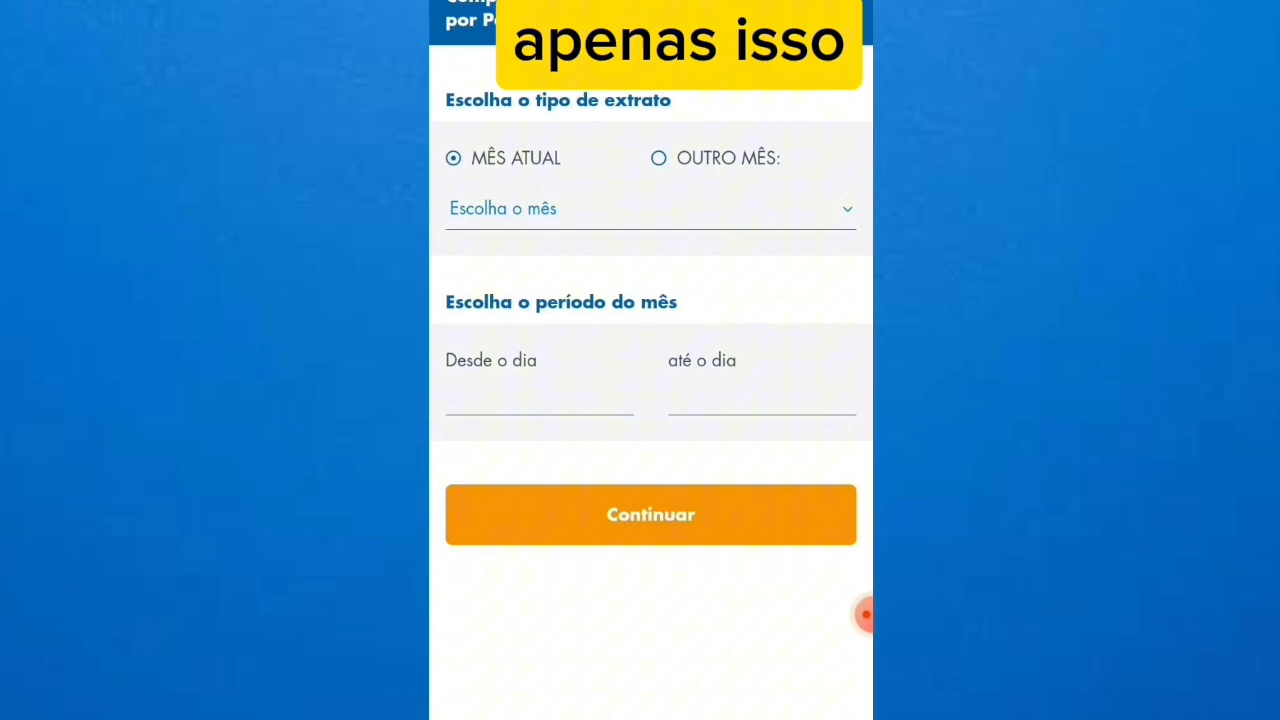 por
apenas isso
Escolha o tipo de extrato
MÊS ATUAL OUTRO MÊS:
Escolha o mês
Escolha o período do mês
Desde o dia até o dia
Continuar